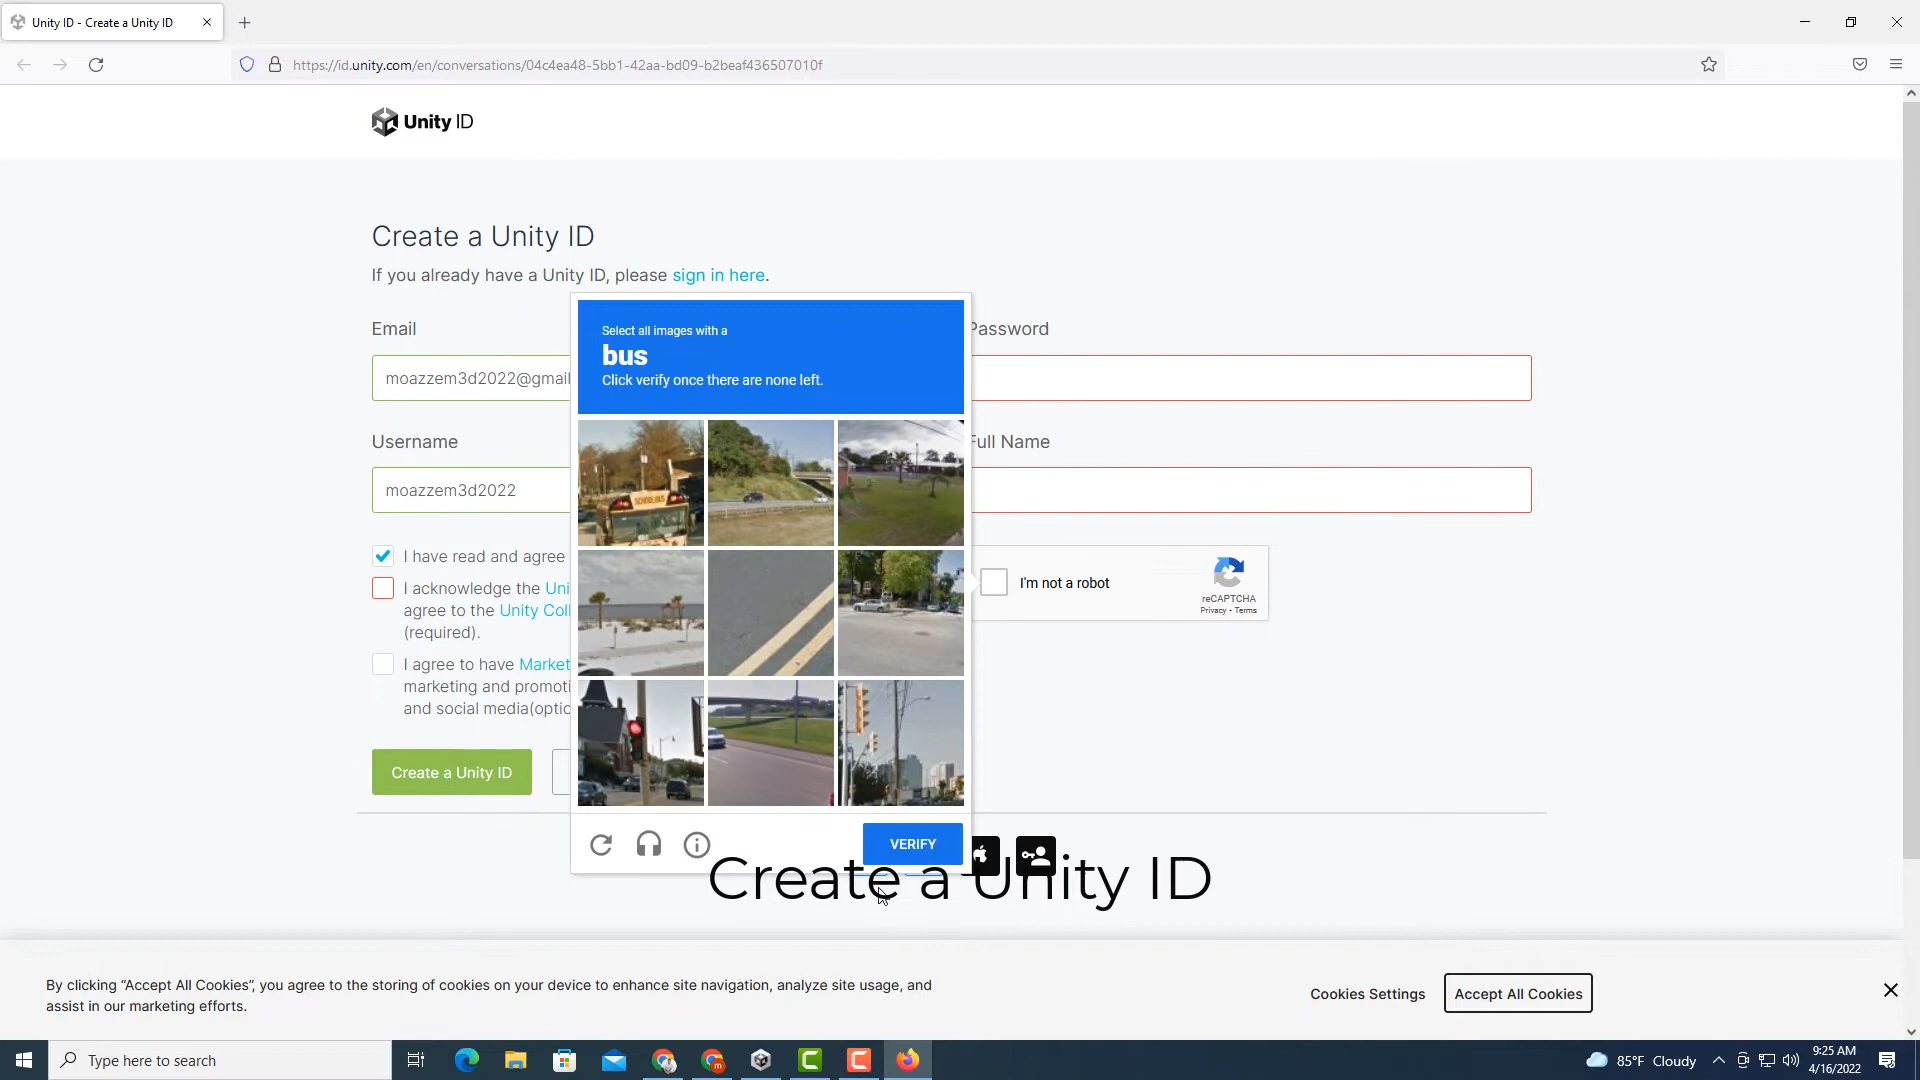 Unity ID - Create a Unity ID
https://id.unity.com/en/conversations/04c4ea48-5bb1-42aa-bd09-b2beaf436507010f
Unity ID
Create a Unity ID
If you already have a Unity ID, please sign in here.
Email
Password
moazzem3d2022@gmail
Username
Full Name
moazzem3d2022
Select all images with a
bus
Click verify once there are none left.
SCHOOL BUS
I have read and agree
I acknowledge the Uni
agree to the Unity Coll
(required).
I agree to have Market
marketing and promoti
and social media(optic
I'm not a robot
reCAPTCHA
Privacy - Terms
Create a Unity ID
VERIFY
Create a Unity ID
By clicking “Accept All Cookies”, you agree to the storing of cookies on your device to enhance site navigation, analyze site usage, and
assist in our marketing efforts.
Cookies Settings
Accept All Cookies
Type here to search
85°F Cloudy
9:25 AM
4/16/2022